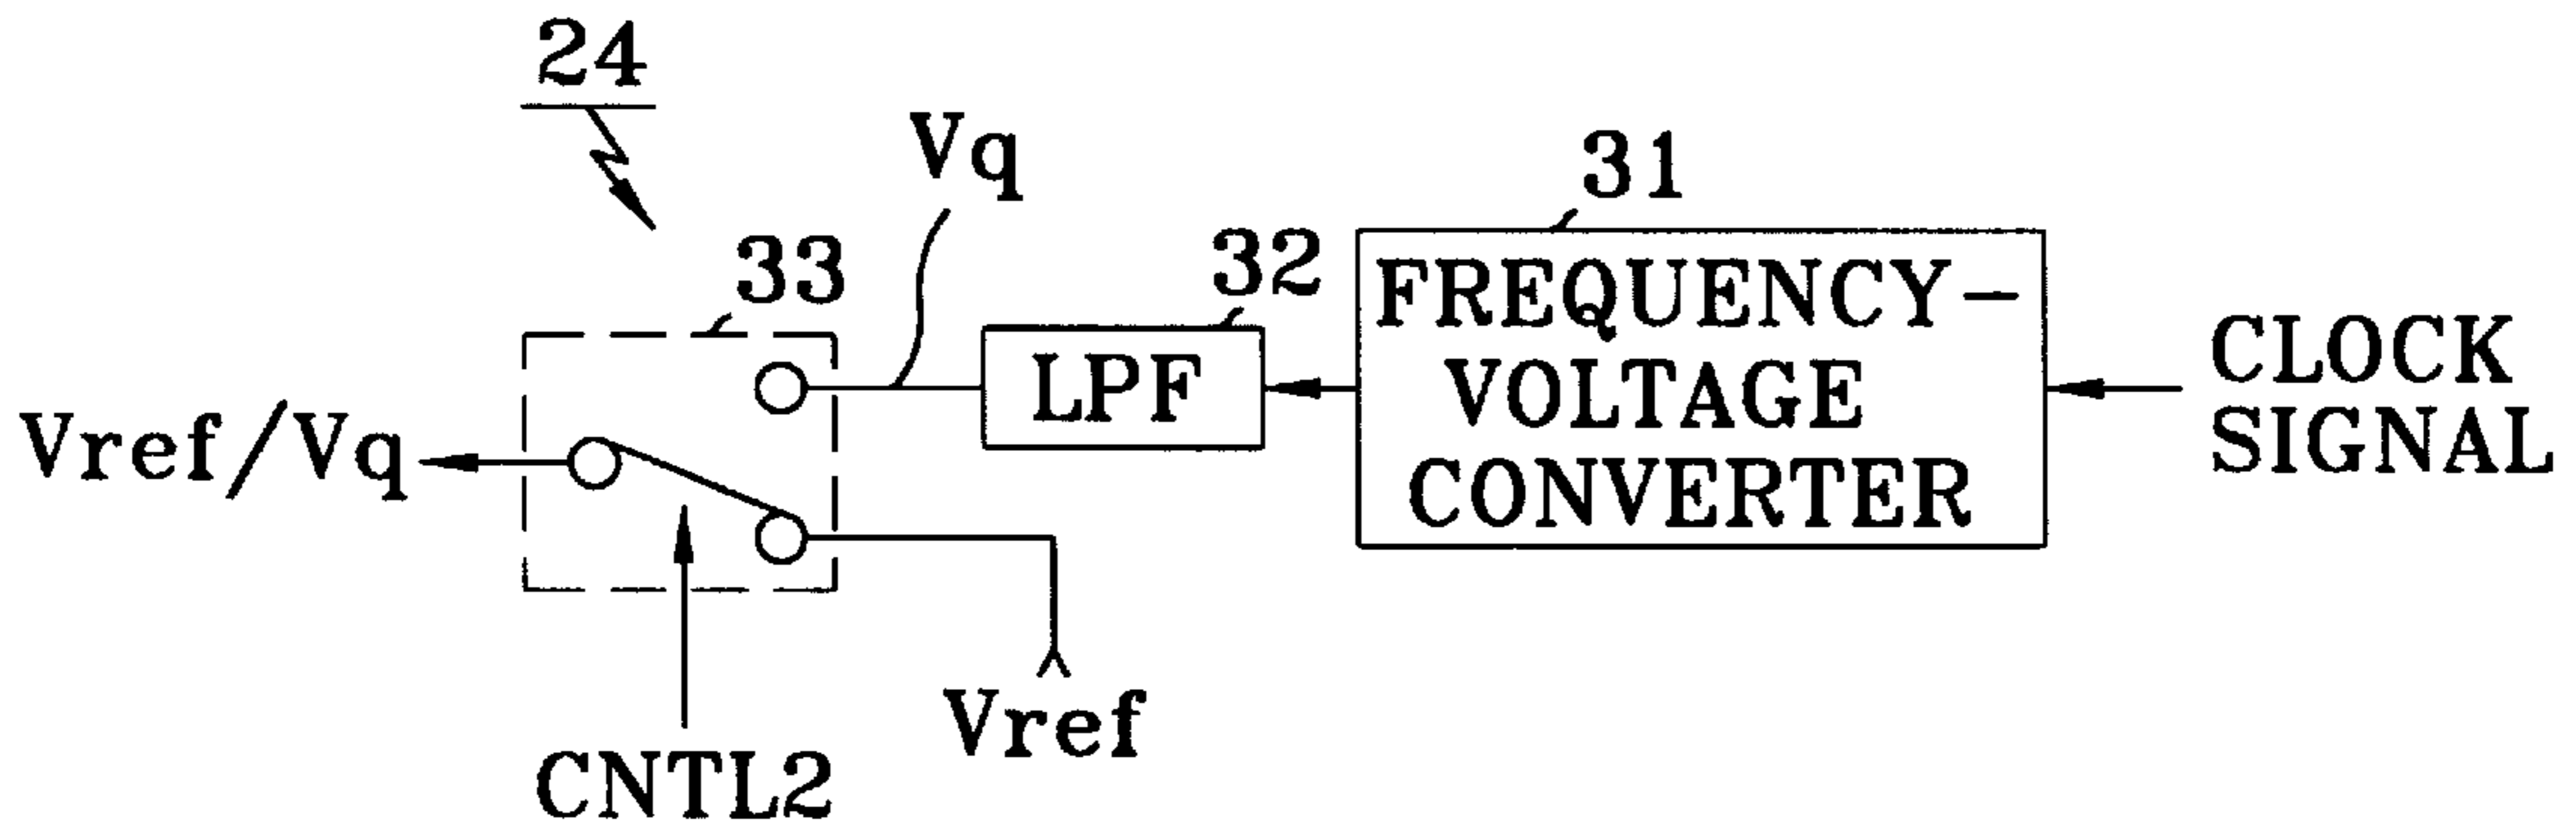 24
Vq
31
33
32
FREQUENCY-
VOLTAGE
CONVERTER
LPF
CLOCK
SIGNAL
Vref/Vq
Vref
CNTL2